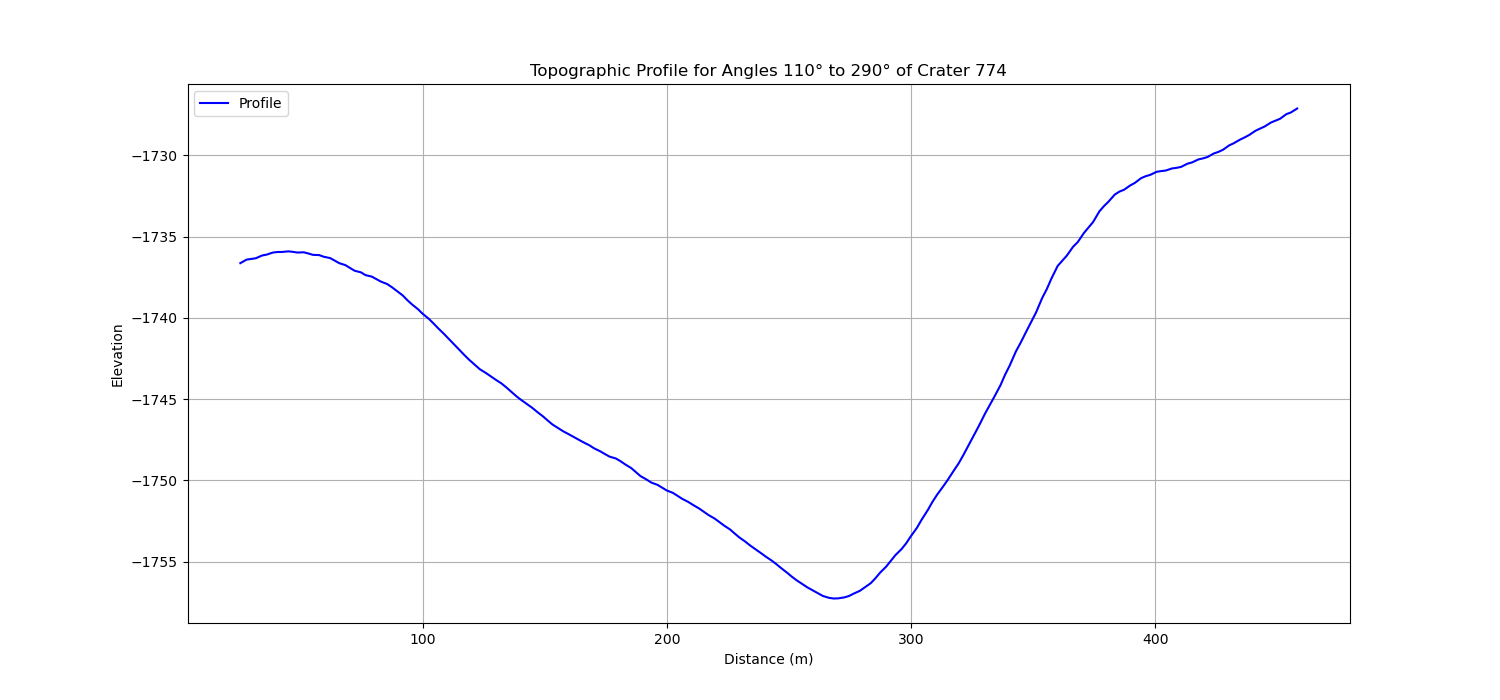 Topographic Profile for Angles 110° to 290° of Crater 774
Profile
−1730
−1735
−1740
−1745
−1750
−1755
Elevation
100 200 300 400
Distance (m)